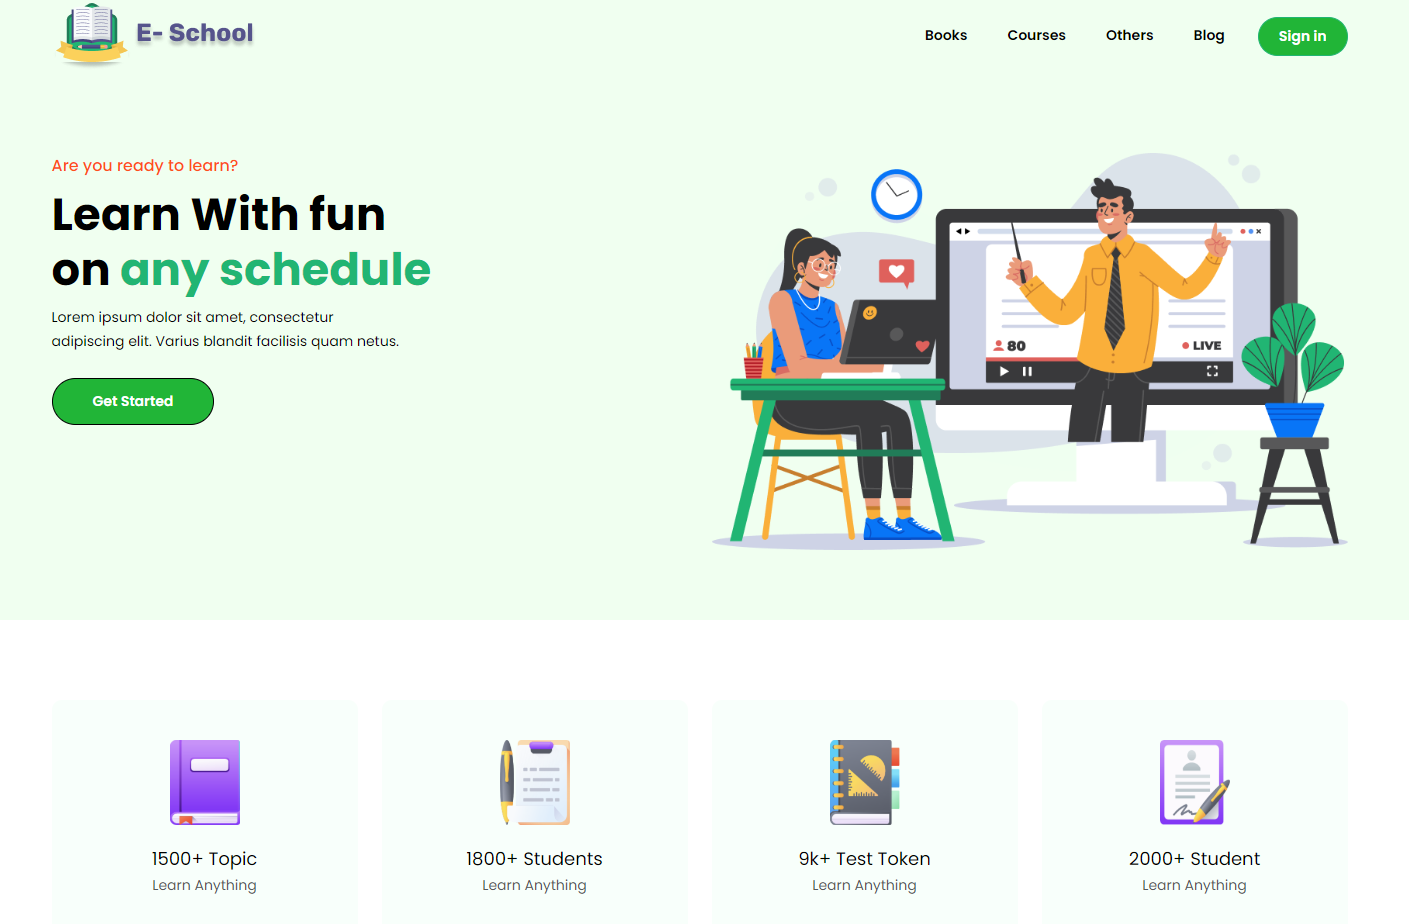 E- School
Books
Courses
Others
Blog
Sign in
Are you ready to learn?
Learn With fun
on any schedule
Lorem ipsum dolor sit amet, consectetur
adipiscing elit. Varius blandit facilisis quam netus.
Get Started
80
LIVE
1500+ Topic
Learn Anything
1800+ Students
Learn Anything
9k+ Test Token
Learn Anything
2000+ Student
Learn Anything